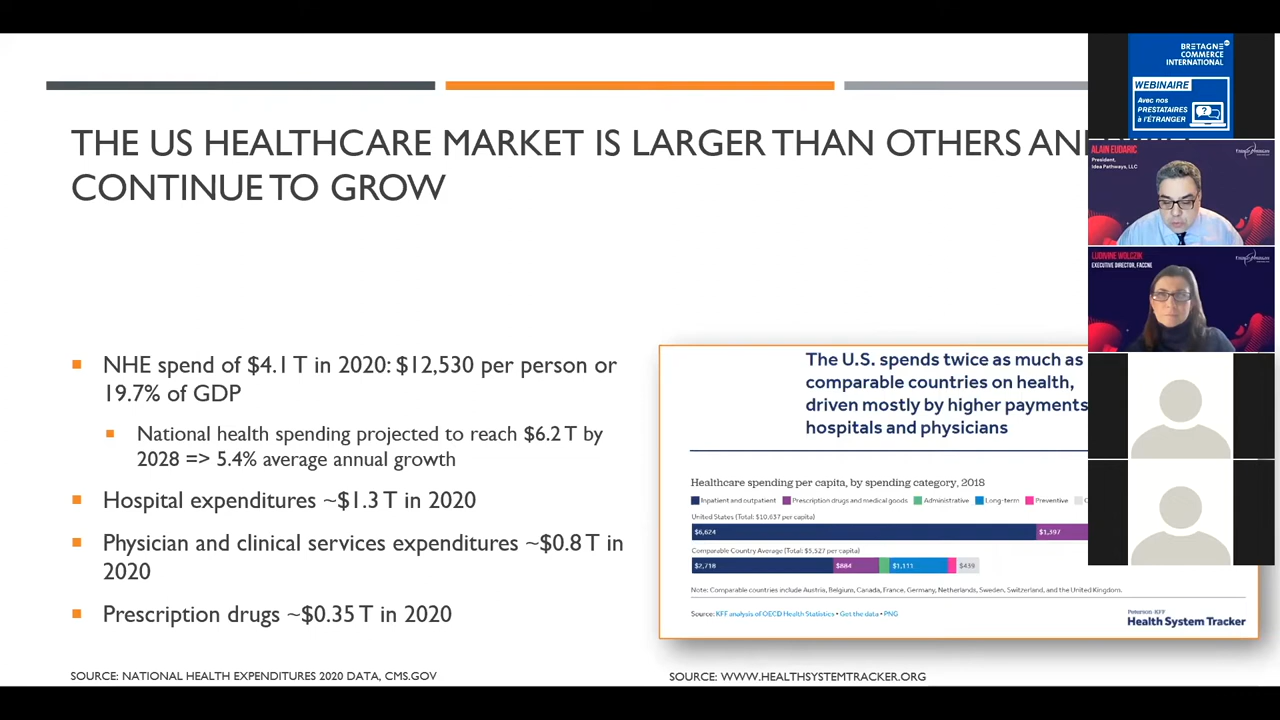 THE US HEALTHCARE MARKET IS LARGER THAN OTHERS AN
CONTINUE TO GROW
NHE spend of $4.1 T in 2020: $12,530 per person or
19.7% of GDP
National health spending projected to reach $6.2 T by
2028 => 5.4% average annual growth
Hospital expenditures ~$1.3 T in 2020
Physician and clinical services expenditures ~$0.8 T in
2020
Prescription drugs ~$0.35 T in 2020
SOURCE: NATIONAL HEALTH EXPENDITURES 2020 DATA, CMS.GOV
The U.S. spends twice as much as
comparable countries on health,
driven mostly by higher payments
hospitals and physicians
Healthcare spending per capita, by spending category, 2018
Inpatient and outpatient Prescription drugs and medical goods Administrative Long-term Preventive
United States (Total: $10,637 per capita)
$6,624 $1,397
Comparable Country Average (Total: $5,527 per capita)
$2,718 $884 $1,111 $439
Note: Comparable countries include Austria, Belgium, Canada, France, Germany, Netherlands, Sweden, Switzerland, and the United Kingdom.
Source: KFF analysis of OECD Health Statistics • Get the data • PNG
Peterson-KFF
Health System Tracker
SOURCE: WWW.HEALTHSYSTEMTRACKER.ORG
BRETAGNE
COMMERCE
INTERNATIONAL
WEBINAIRE
Avec nos
PRESTATAIRES
à l'ÉTRANGER
ALAIN EUDARIC
President,
Idea Pathways, LLC
LUDIVINE WOLCZIK
EXECUTIVE DIRECTOR, FACCNE